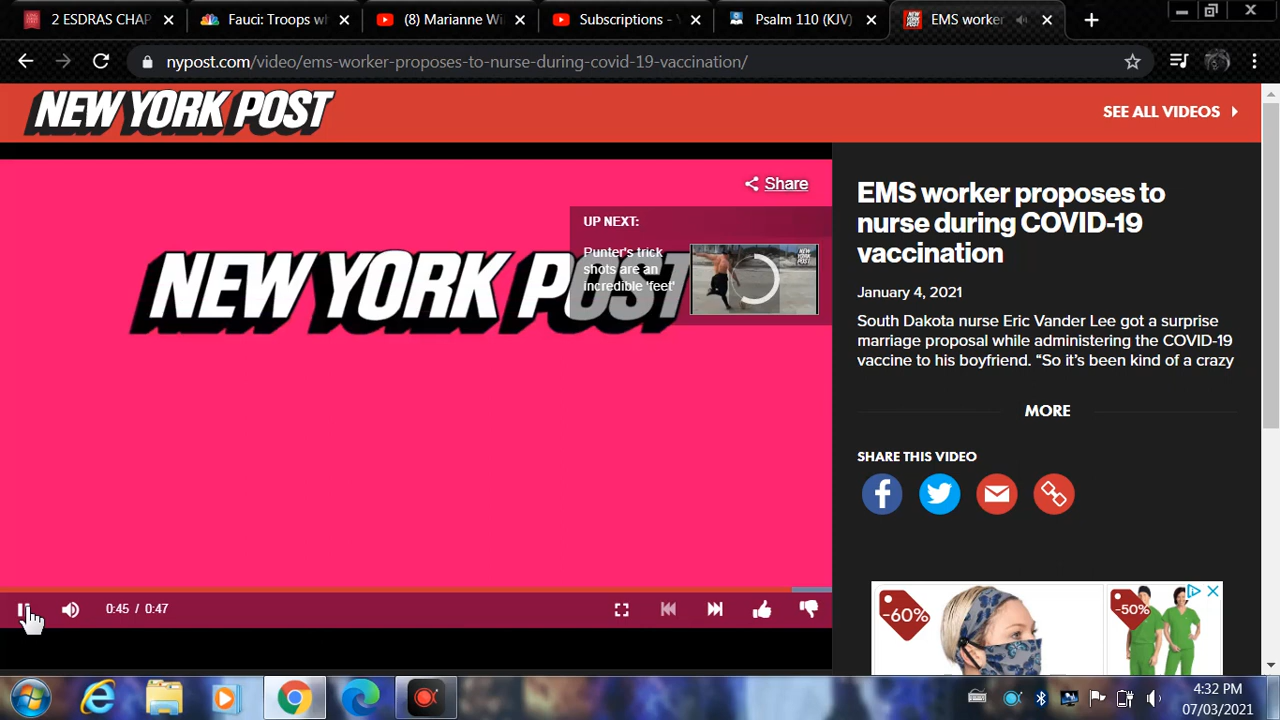 2 ESDRAS CHAP
Fauci: Troops w
(8) Marianne Wi
Subscriptions -
Psalm 110 (KJV)
EMS worker
nypost.com/video/ems-worker-proposes-to-nurse-during-covid-19-vaccination/
NEW YORK POST
SEE ALL VIDEOS
Share
UP NEXT:
Punter's trick
shots are an
incredible 'feet'
NEW YORK POST
EMS worker proposes to
nurse during COVID-19
vaccination
January 4, 2021
South Dakota nurse Eric Vander Lee got a surprise
marriage proposal while administering the COVID-19
vaccine to his boyfriend. “So it’s been kind of a crazy
MORE
SHARE THIS VIDEO
-60%
-50%
0:45 / 0:47
4:32 PM
07/03/2021